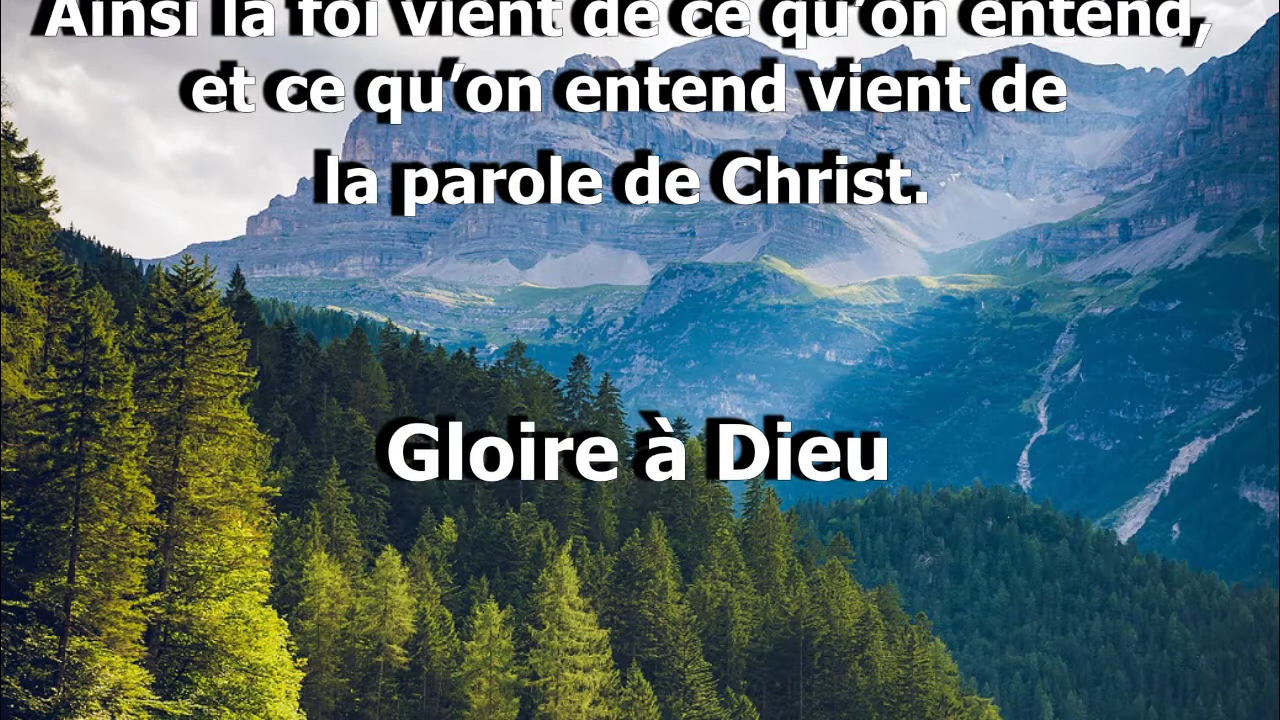 Ainsi la foi vient de ce qu’on entend,
et ce qu’on entend vient de
la parole de Christ.
Gloire à Dieu